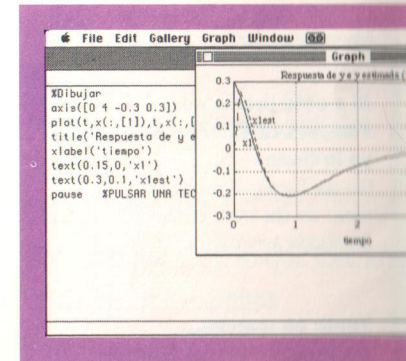 File Edit Gallery Graph Window
Graph
Respuesta de y e y estimada (
%Dibujar
axis([0 4 -0.3 0.3])
plot(t,x(:,[1]),t,x(:,[
title('Respuesta de y e
xlabel('tiempo')
text(0.15,0,'x1')
text(0.3,0.1,'x1est')
pause %PULSAR UNA TEC
0.3
0.2
0.1
0
-0.1
-0.2
-0.3
x1est
x1
0 1 2
tiempo